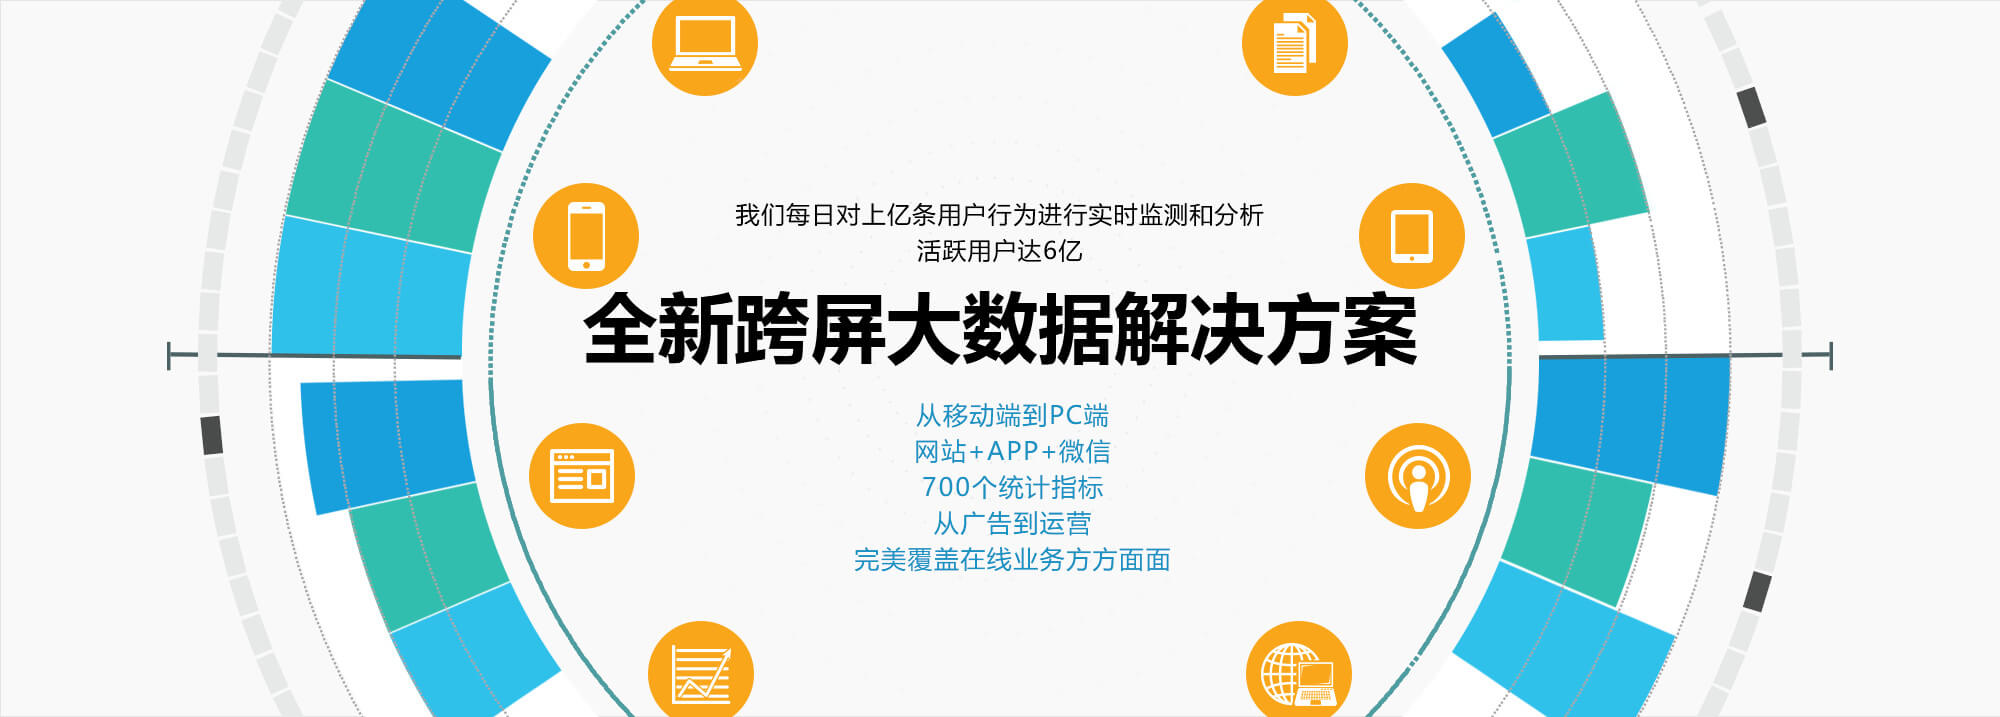 我们每日对上亿条用户行为进行实时监测和分析
活跃用户达6亿
全新跨屏大数据解决方案
从移动端到PC端
网站+APP+微信
700个统计指标
从广告到运营
完美覆盖在线业务方方面面